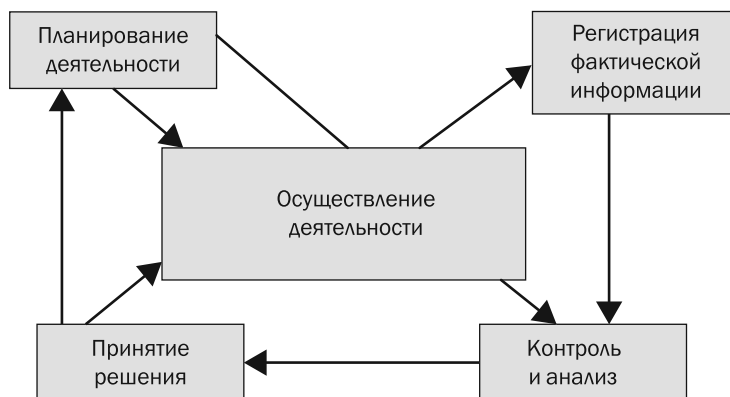 Планирование
деятельности
Регистрация
фактической
информации
Осуществление
деятельности
Принятие
решения
Контроль
и анализ